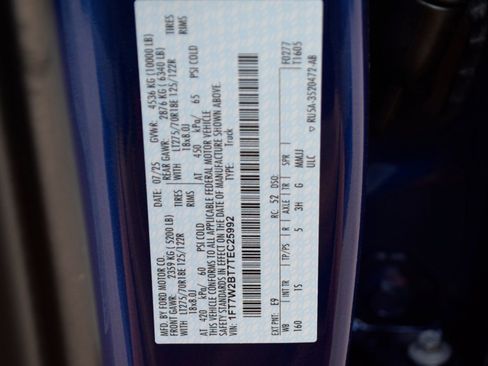 MFD. BY FORD MOTOR CO.
DATE: 07/25 GVWR: 4536 KG (10000 LB)
FRONT GAWR: 2359 KG (5200 LB) REAR GAWR: 2876 KG (6340 LB)
LT275/70R18E 125/122R TIRES WITH LT275/70R18E 125/122R
18x8.0J RIMS 18x8.0J RIMS
AT 420 kPa/ 60 PSI COLD AT 450 kPa/ 65 PSI COLD
THIS VEHICLE CONFORMS TO ALL APPLICABLE FEDERAL MOTOR VEHICLE
SAFETY STANDARDS IN EFFECT ON THE DATE OF MANUFACTURE SHOWN ABOVE.
1FT7W2BT7TEC25992 Truck
F0277
T1605
EXT PNT: E9 RC: 52 DSO:
WB INT TR TP/PS R AXLE TR SPR
160 1S 5 3H G MMUJ
ULC
RU5A-3520472-AB